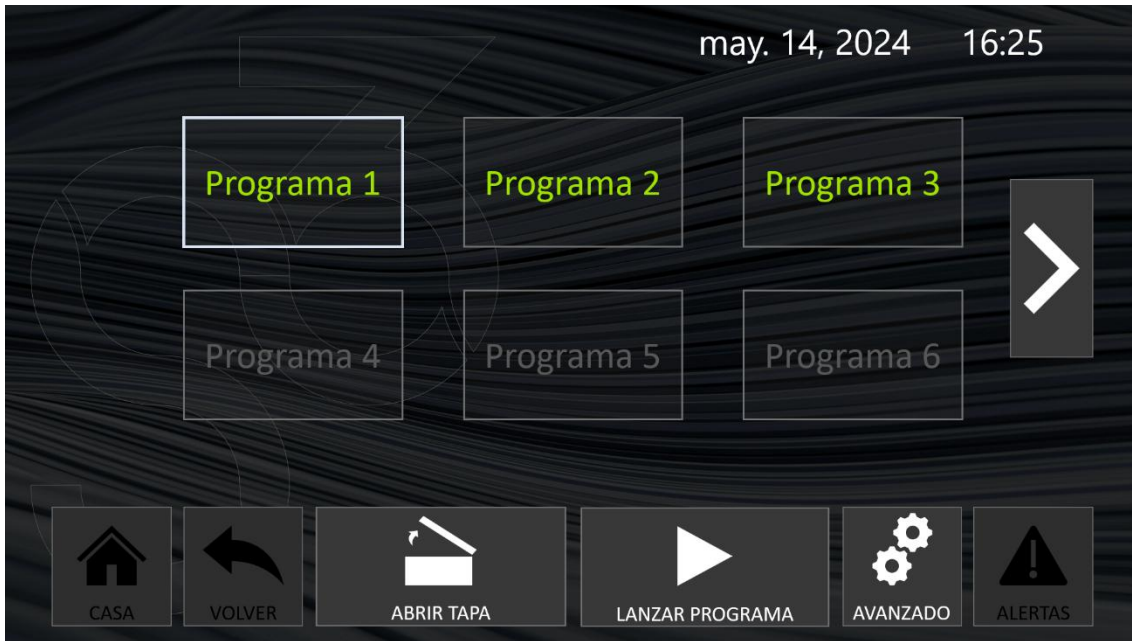 may. 14, 2024 16:25
Programa 1 Programa 2 Programa 3
Programa 4 Programa 5 Programa 6
CASA VOLVER ABRIR TAPA LANZAR PROGRAMA AVANZADO ALERTAS